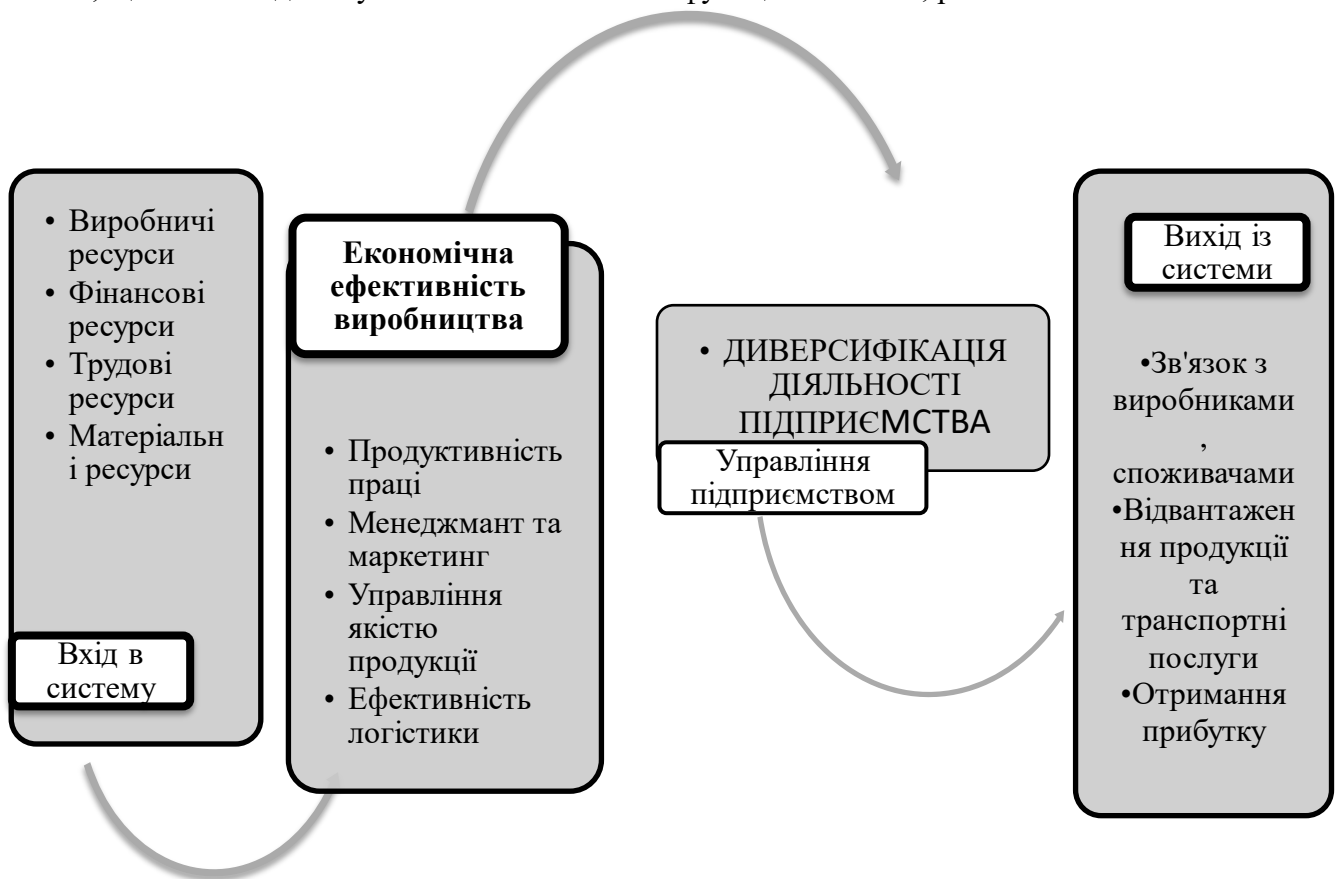 • Виробничі
ресурси
• Фінансові
ресурси
• Трудові
ресурси
• Матеріальн
і ресурси
Вхід в
систему
Економічна
ефективність
виробництва
• Продуктивність
праці
• Менеджмант та
маркетинг
• Управління
якістю
продукції
• Ефективність
логістики
• ДИВЕРСИФІКАЦІЯ
ДІЯЛЬНОСТІ
ПІДПРИЄМСТВА
Управління
підприємством
Вихід із
системи
•Зв'язок з
виробниками
,
споживачами
•Відвантажен
ня продукції
та
транспортні
послуги
•Отримання
прибутку